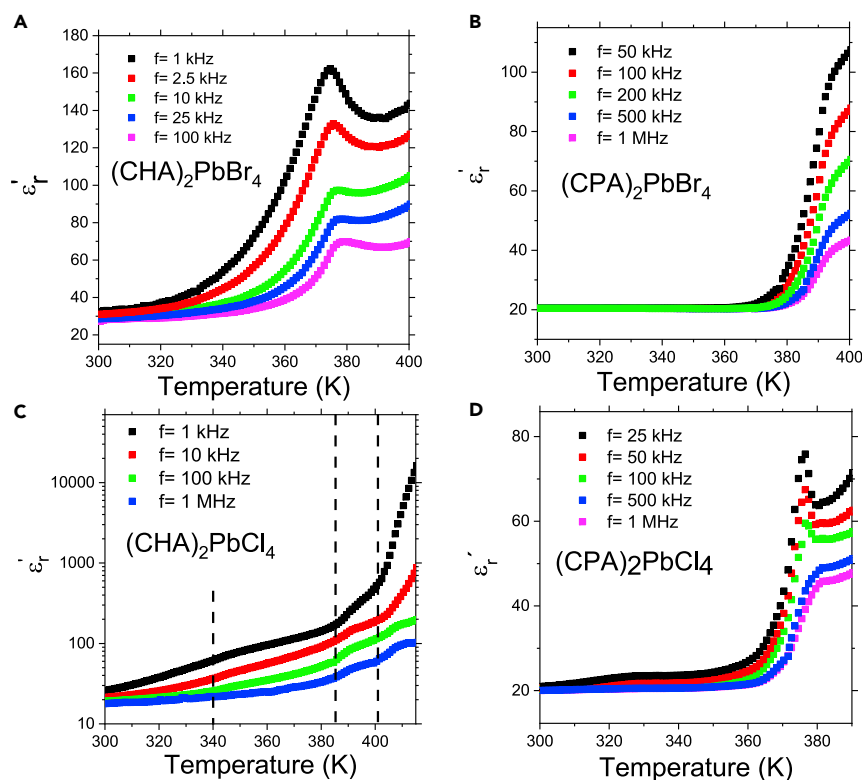 A
f= 1 kHz
f= 2.5 kHz
f= 10 kHz
f= 25 kHz
f= 100 kHz
(CHA)₂PbBr₄
εᵣ'
180
160
140
120
100
80
60
40
20
300 320 340 360 380 400
Temperature (K)
B
f= 50 kHz
f= 100 kHz
f= 200 kHz
f= 500 kHz
f= 1 MHz
(CPA)₂PbBr₄
εᵣ'
100
80
60
40
20
300 320 340 360 380 400
Temperature (K)
C
f= 1 kHz
f= 10 kHz
f= 100 kHz
f= 1 MHz
(CHA)₂PbCl₄
εᵣ'
10000
1000
100
10
300 320 340 360 380 400
Temperature (K)
D
f= 25 kHz
f= 50 kHz
f= 100 kHz
f= 500 kHz
f= 1 MHz
(CPA)2PbCl4
εᵣ´
80
60
40
20
300 320 340 360 380
Temperature (K)